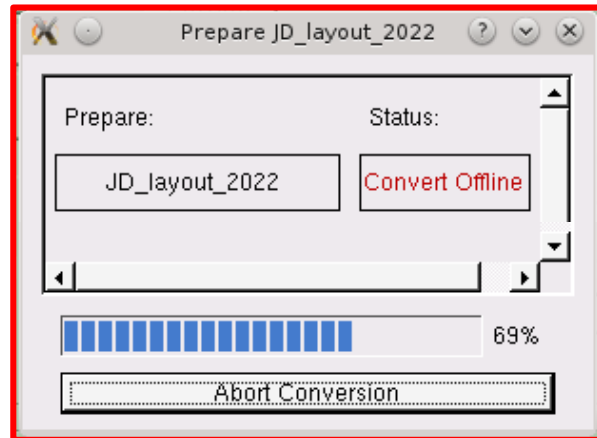 Prepare JD_layout_2022
Prepare: Status:
JD_layout_2022 Convert Offline
69%
Abort Conversion